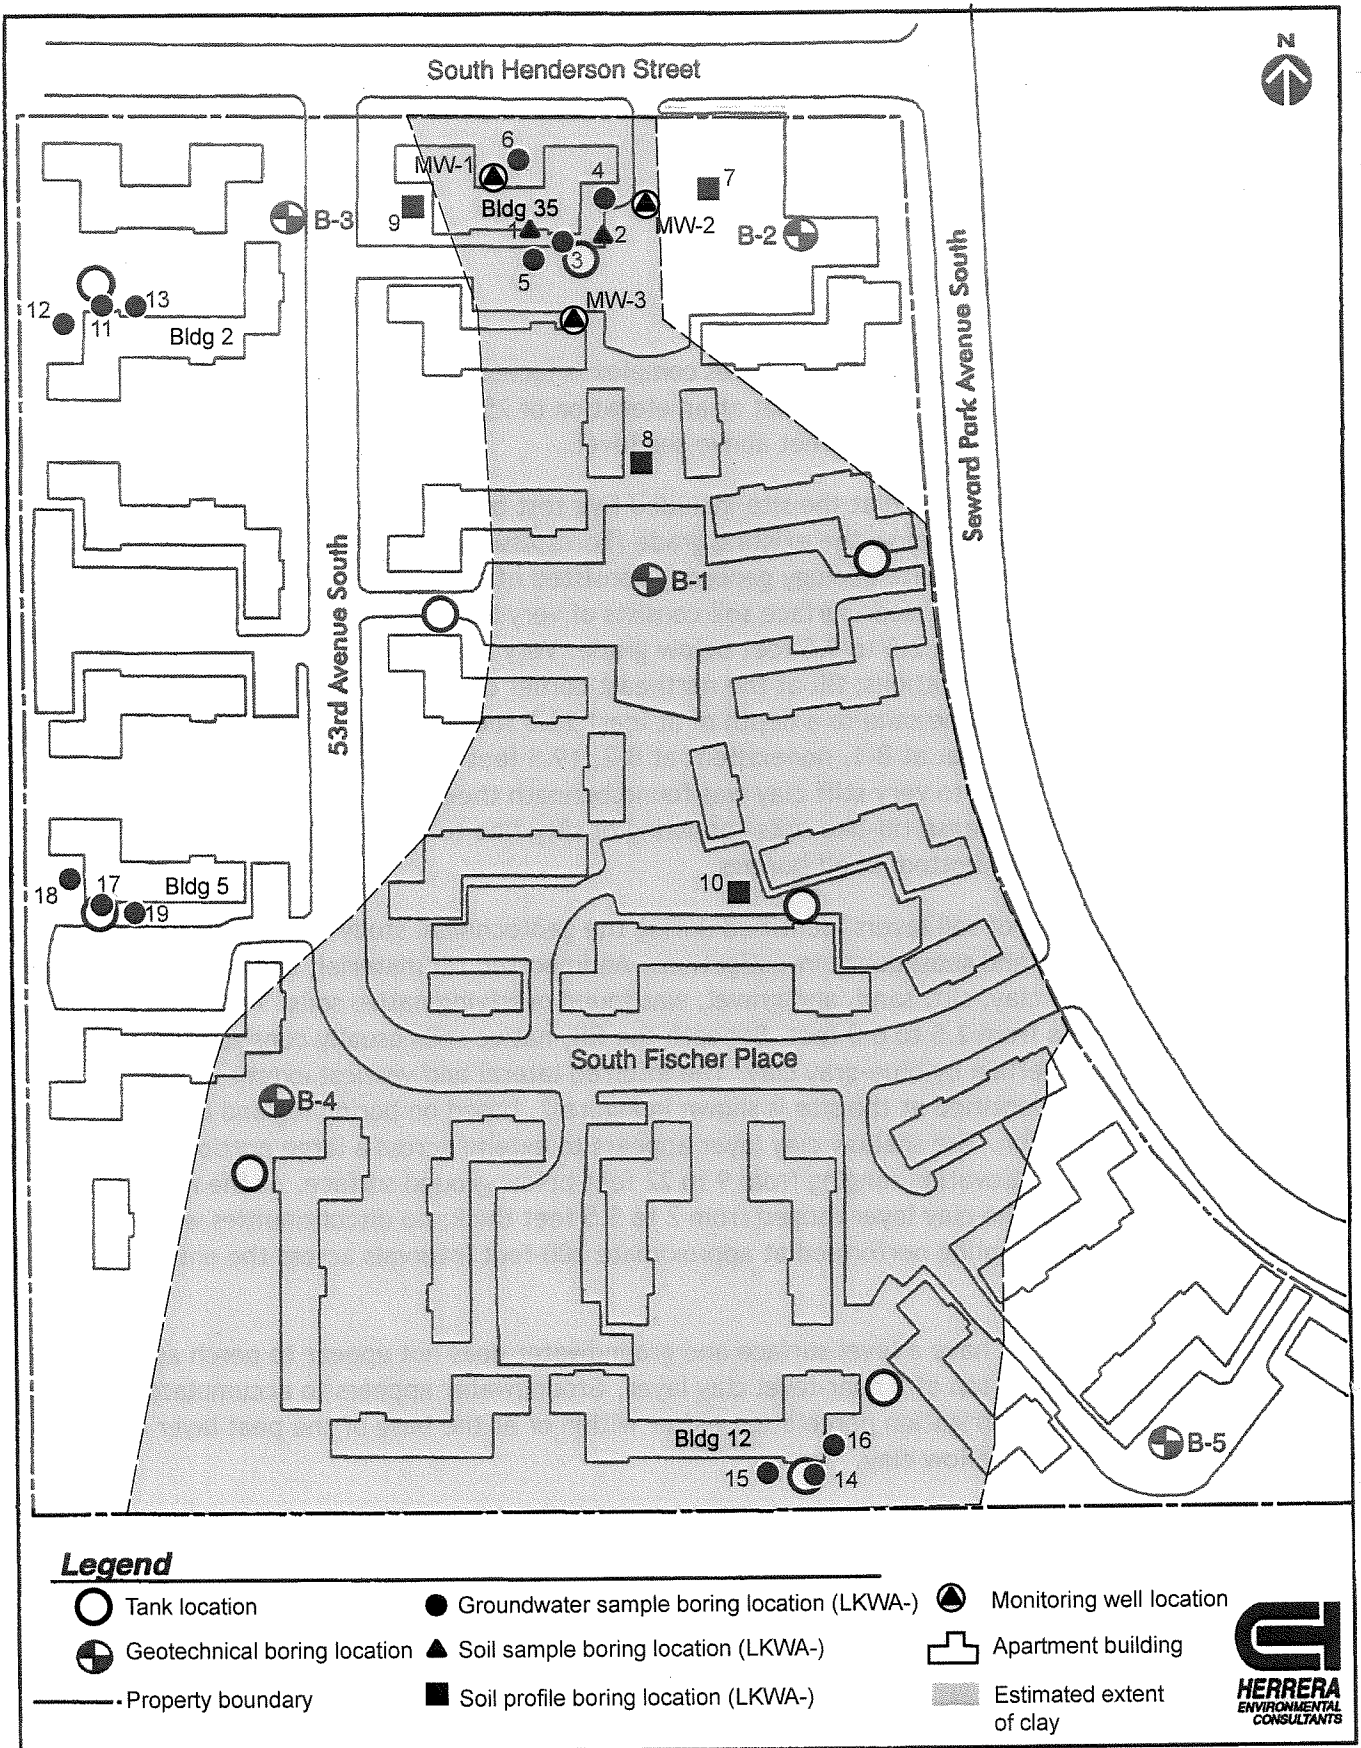 South Henderson Street
N
6
MW-1
4
7
9
Bldg 35
B-3
1
2
MW-2
B-2
3
5
MW-3
12
13
11
Bldg 2
8
Seward Park Avenue South
53rd Avenue South
B-1
10
18
17
Bldg 5
19
South Fischer Place
B-4
Bldg 12
16
B-5
15
14
Legend
Tank location
Groundwater sample boring location (LKWA-)
Monitoring well location
Geotechnical boring location
Soil sample boring location (LKWA-)
Apartment building
Property boundary
Soil profile boring location (LKWA-)
Estimated extent
of clay
HERRERA
ENVIRONMENTAL
CONSULTANTS